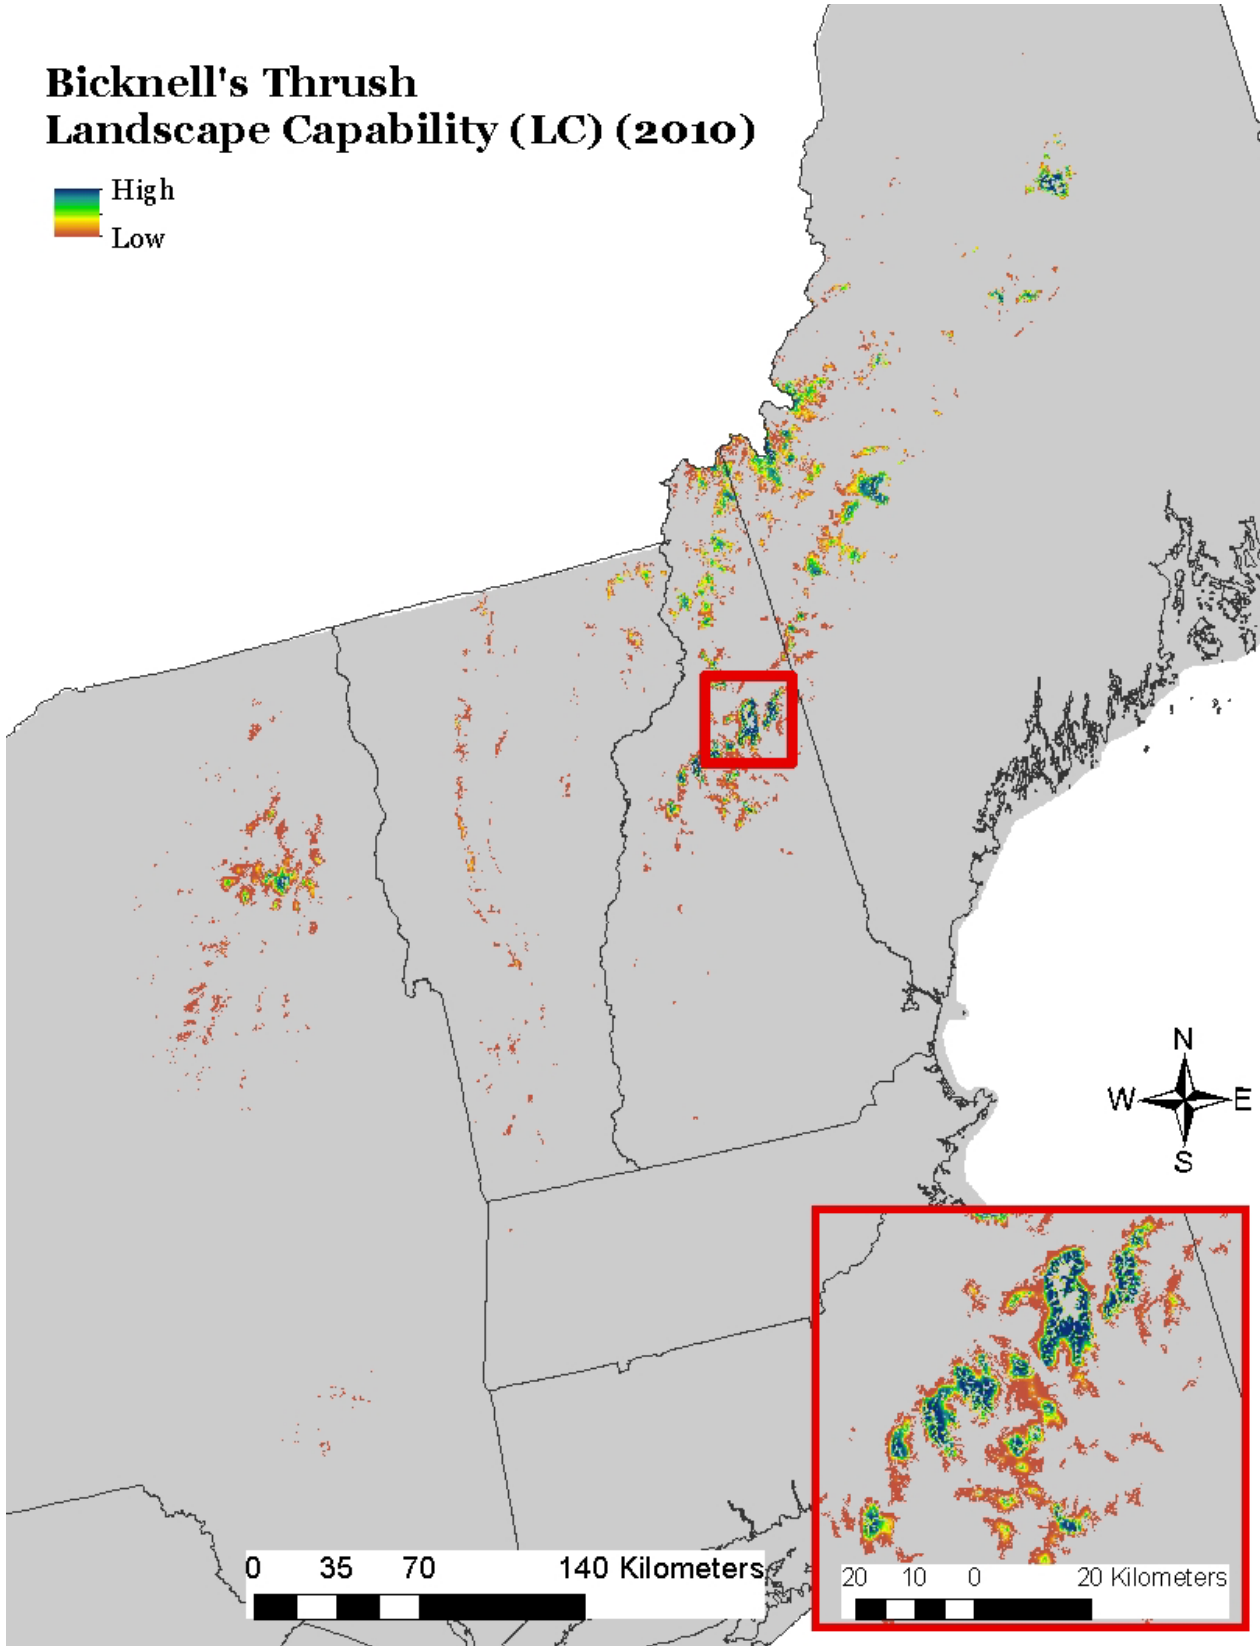 Bicknell's Thrush
Landscape Capability (LC) (2010)
High
Low
N
W E
S
0 35 70 140 Kilometers
20 10 0 20 Kilometers